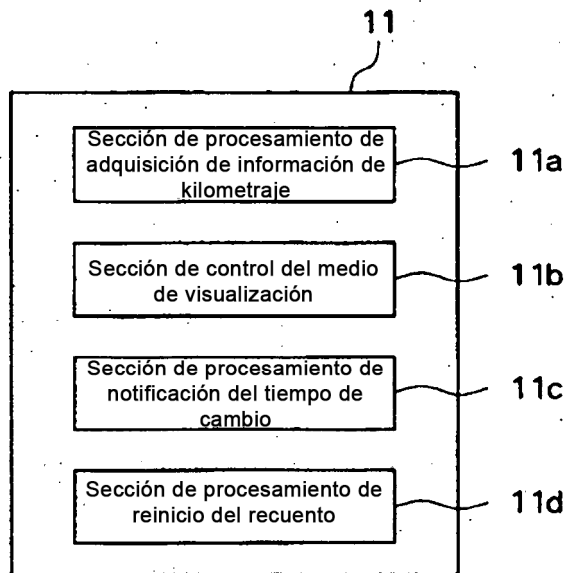 11
Sección de procesamiento de
adquisición de información de
kilometraje
11a
Sección de control del medio
de visualización
11b
Sección de procesamiento de
notificación del tiempo de
cambio
11c
Sección de procesamiento de
reinicio del recuento
11d